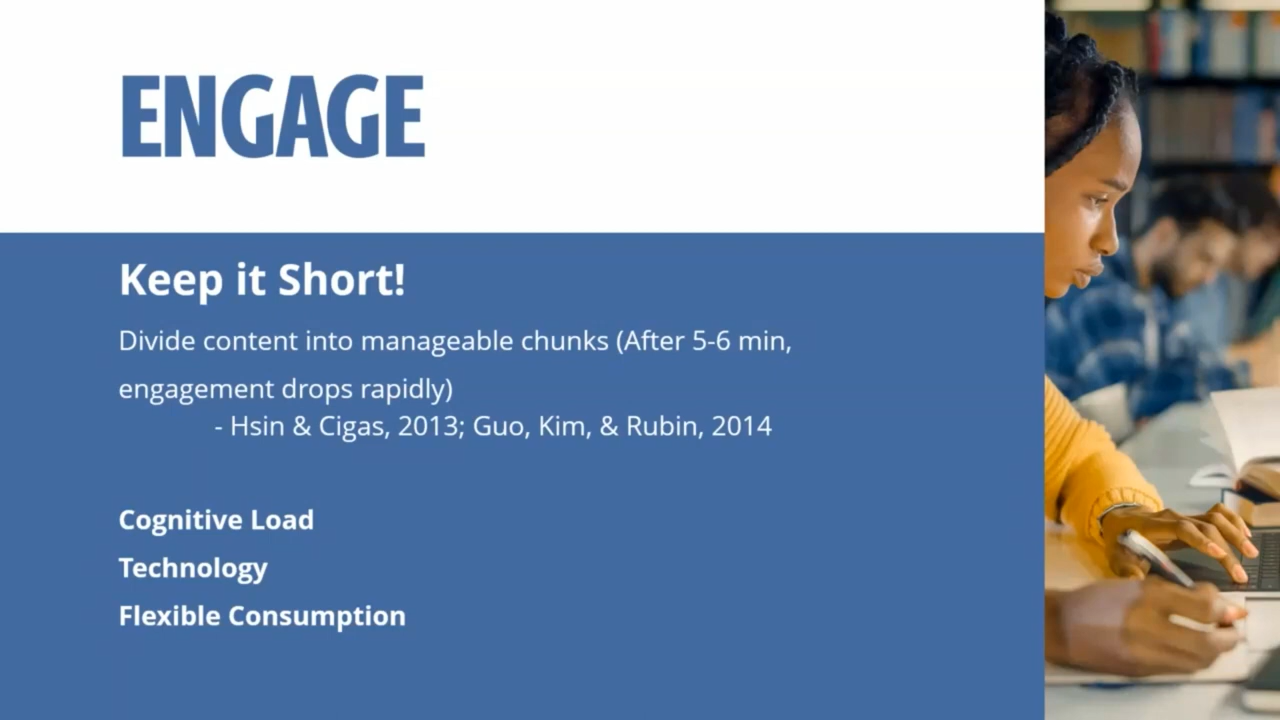 ENGAGE
Keep it Short!
Divide content into manageable chunks (After 5-6 min,
engagement drops rapidly)
- Hsin & Cigas, 2013; Guo, Kim, & Rubin, 2014
Cognitive Load
Technology
Flexible Consumption